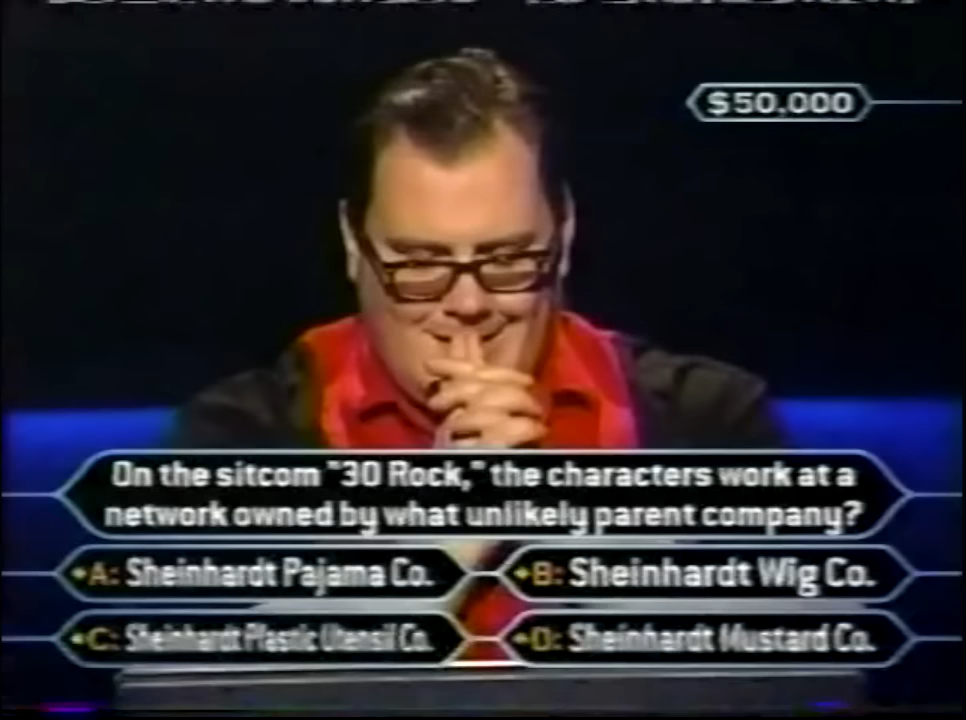 $50,000
On the sitcom "30 Rock," the characters work at a
network owned by what unlikely parent company?
A: Sheinhardt Pajama Co.
B: Sheinhardt Wig Co.
C: Sheinhardt Plastic Utensil Co.
D: Sheinhardt Mustard Co.